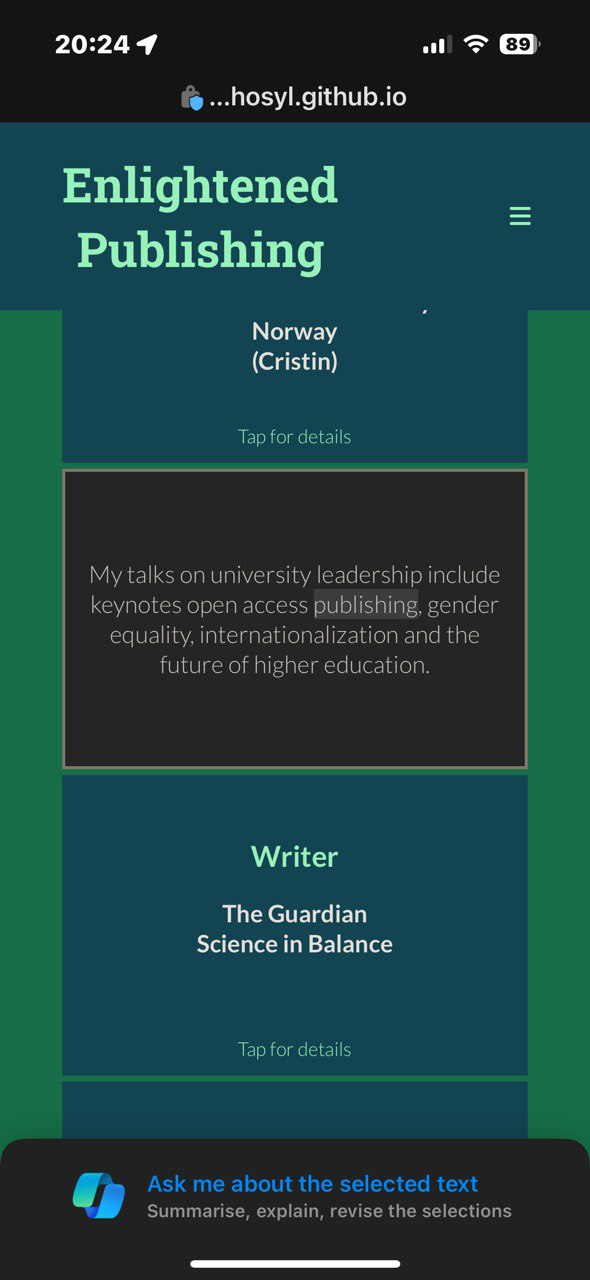 20:24
89
...hosyl.github.io
Enlightened
Publishing
Norway
(Cristin)
Tap for details
My talks on university leadership include
keynotes open access publishing, gender
equality, internationalization and the
future of higher education.
Writer
The Guardian
Science in Balance
Tap for details
Ask me about the selected text
Summarise, explain, revise the selections